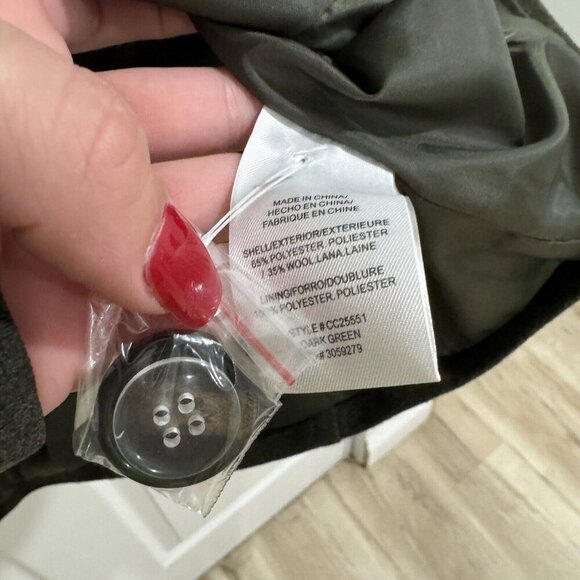 MADE IN CHINA/
HECHO EN CHINA/
FABRIQUE EN CHINE
SHELL/EXTERIOR/EXTERIEURE
65% POLYESTER, POLIESTER
35% WOOL.LANA.LAINE
LINING/FORRO/DOUBLURE
POLYESTER, POLIESTER
STYLE # CC25551
DARK GREEN
#3059279